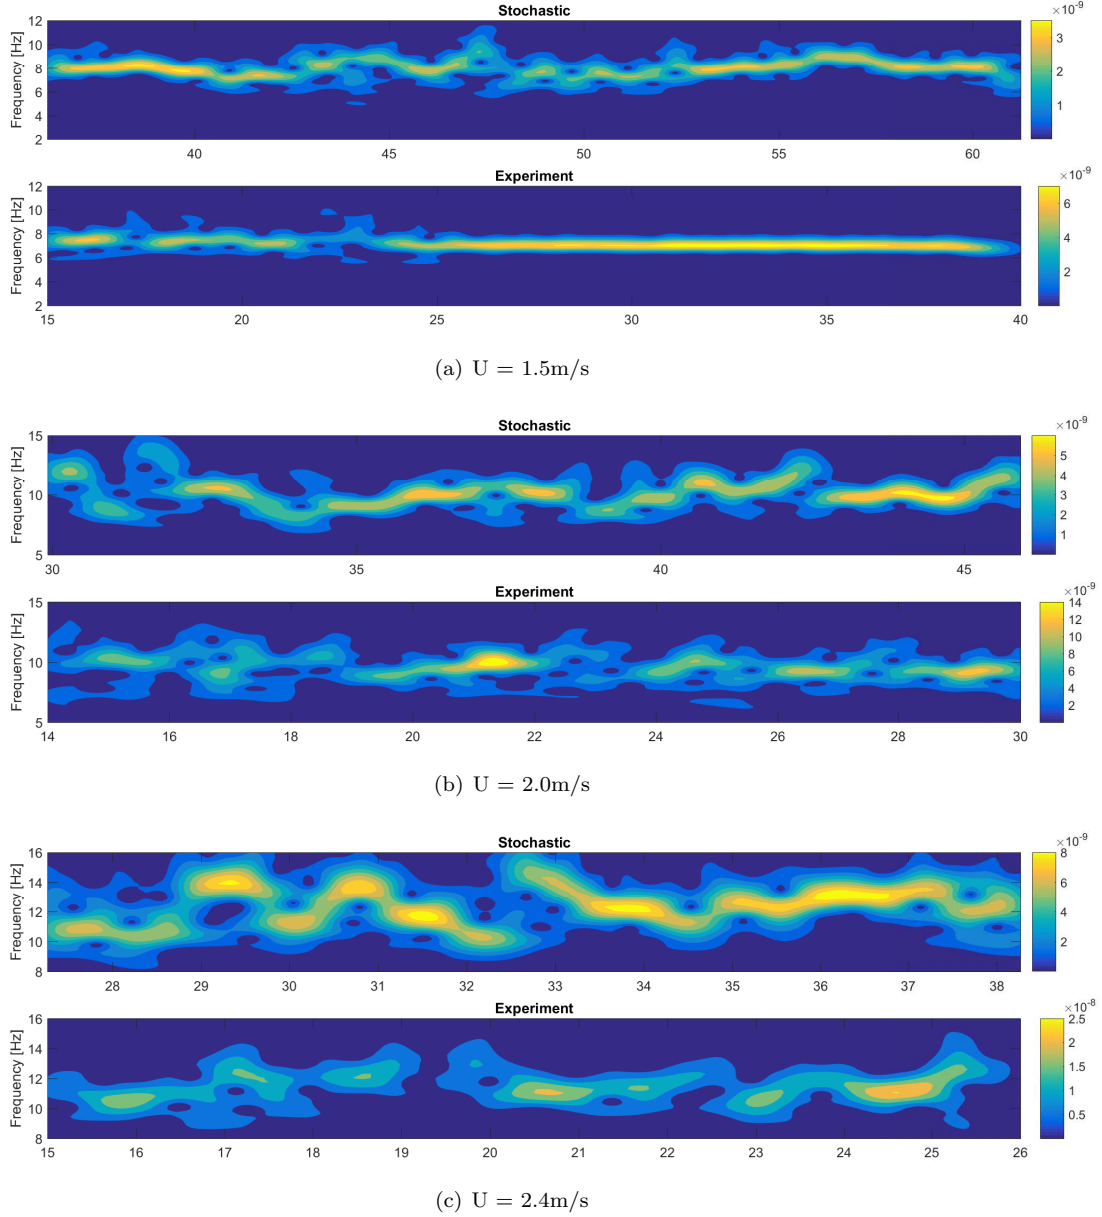 Stochastic
×10⁻⁹
Frequency [Hz]
12
10
8
6
4
2
3
2
1
40 45 50 55 60
Experiment
×10⁻⁹
Frequency [Hz]
12
10
8
6
4
2
6
4
2
15 20 25 30 35 40
(a) U = 1.5m/s
Stochastic
×10⁻⁹
Frequency [Hz]
15
10
5
5
4
3
2
1
30 35 40 45
Experiment
×10⁻⁹
Frequency [Hz]
15
10
5
14
12
10
8
6
4
2
14 16 18 20 22 24 26 28 30
(b) U = 2.0m/s
Stochastic
×10⁻⁹
Frequency [Hz]
16
14
12
10
8
8
6
4
2
28 29 30 31 32 33 34 35 36 37 38
Experiment
×10⁻⁸
Frequency [Hz]
16
14
12
10
8
2.5
2
1.5
1
0.5
15 16 17 18 19 20 21 22 23 24 25 26
(c) U = 2.4m/s